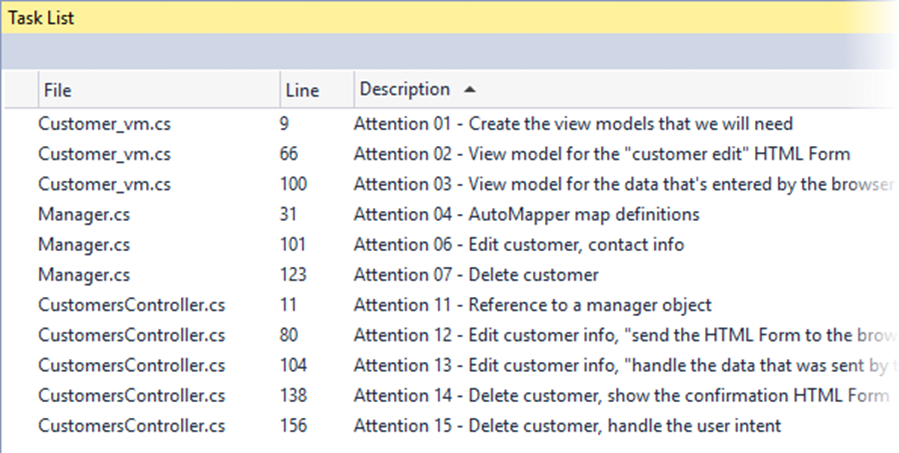 Task List
File Line Description
Customer_vm.cs 9 Attention 01 - Create the view models that we will need
Customer_vm.cs 66 Attention 02 - View model for the "customer edit" HTML Form
Customer_vm.cs 100 Attention 03 - View model for the data that's entered by the browser
Manager.cs 31 Attention 04 - AutoMapper map definitions
Manager.cs 101 Attention 06 - Edit customer, contact info
Manager.cs 123 Attention 07 - Delete customer
CustomersController.cs 11 Attention 11 - Reference to a manager object
CustomersController.cs 80 Attention 12 - Edit customer info, "send the HTML Form to the brow
CustomersController.cs 104 Attention 13 - Edit customer info, "handle the data that was sent by t
CustomersController.cs 138 Attention 14 - Delete customer, show the confirmation HTML Form
CustomersController.cs 156 Attention 15 - Delete customer, handle the user intent